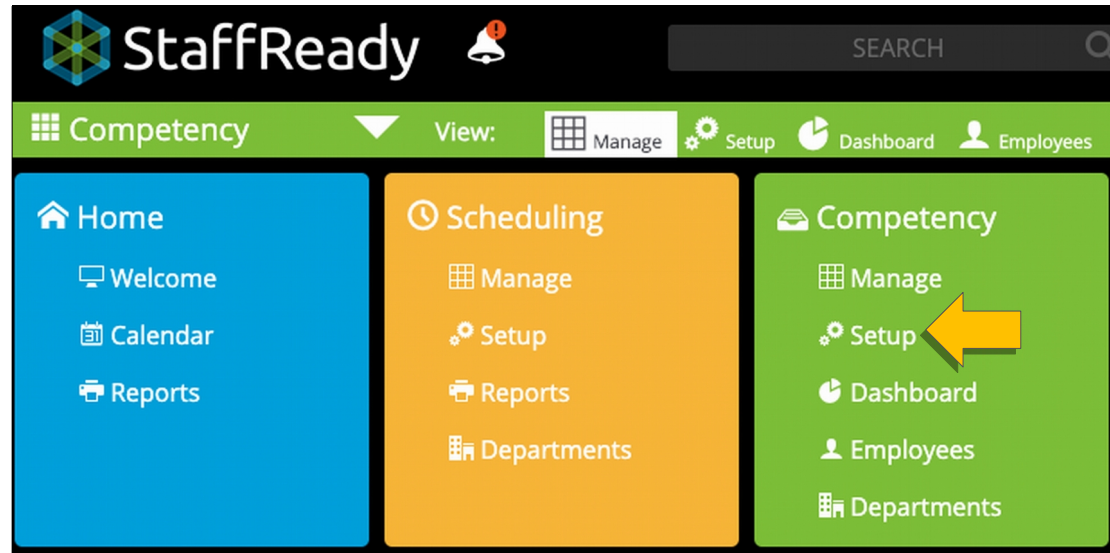 StaffReady
SEARCH
Competency View: Manage Setup Dashboard Employees
Home
Welcome
31 Calendar
Reports
Scheduling
Manage
Setup
Reports
Departments
Competency
Manage
Setup
Dashboard
Employees
Departments